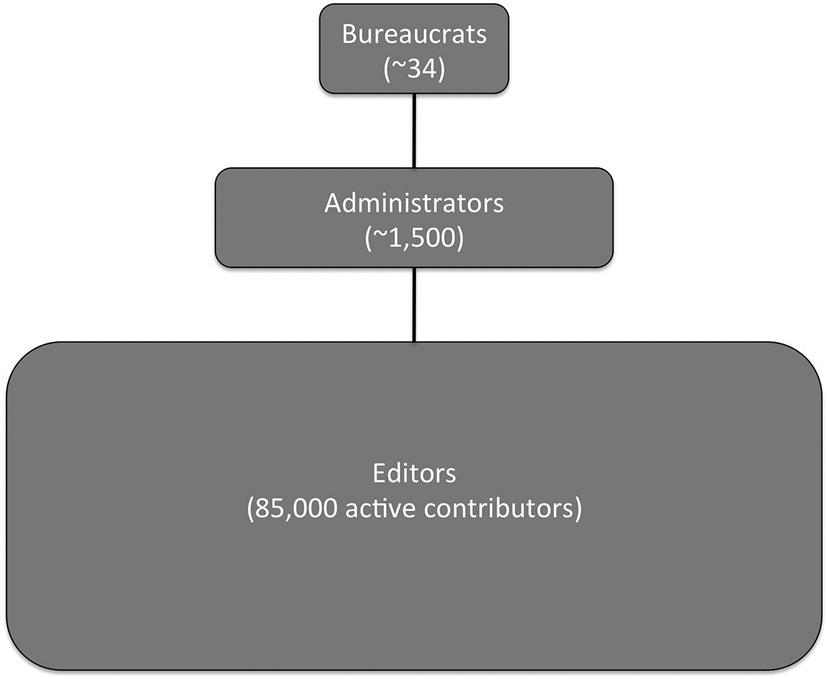 Bureaucrats
(~34)
Administrators
(~1,500)
Editors
(85,000 active contributors)